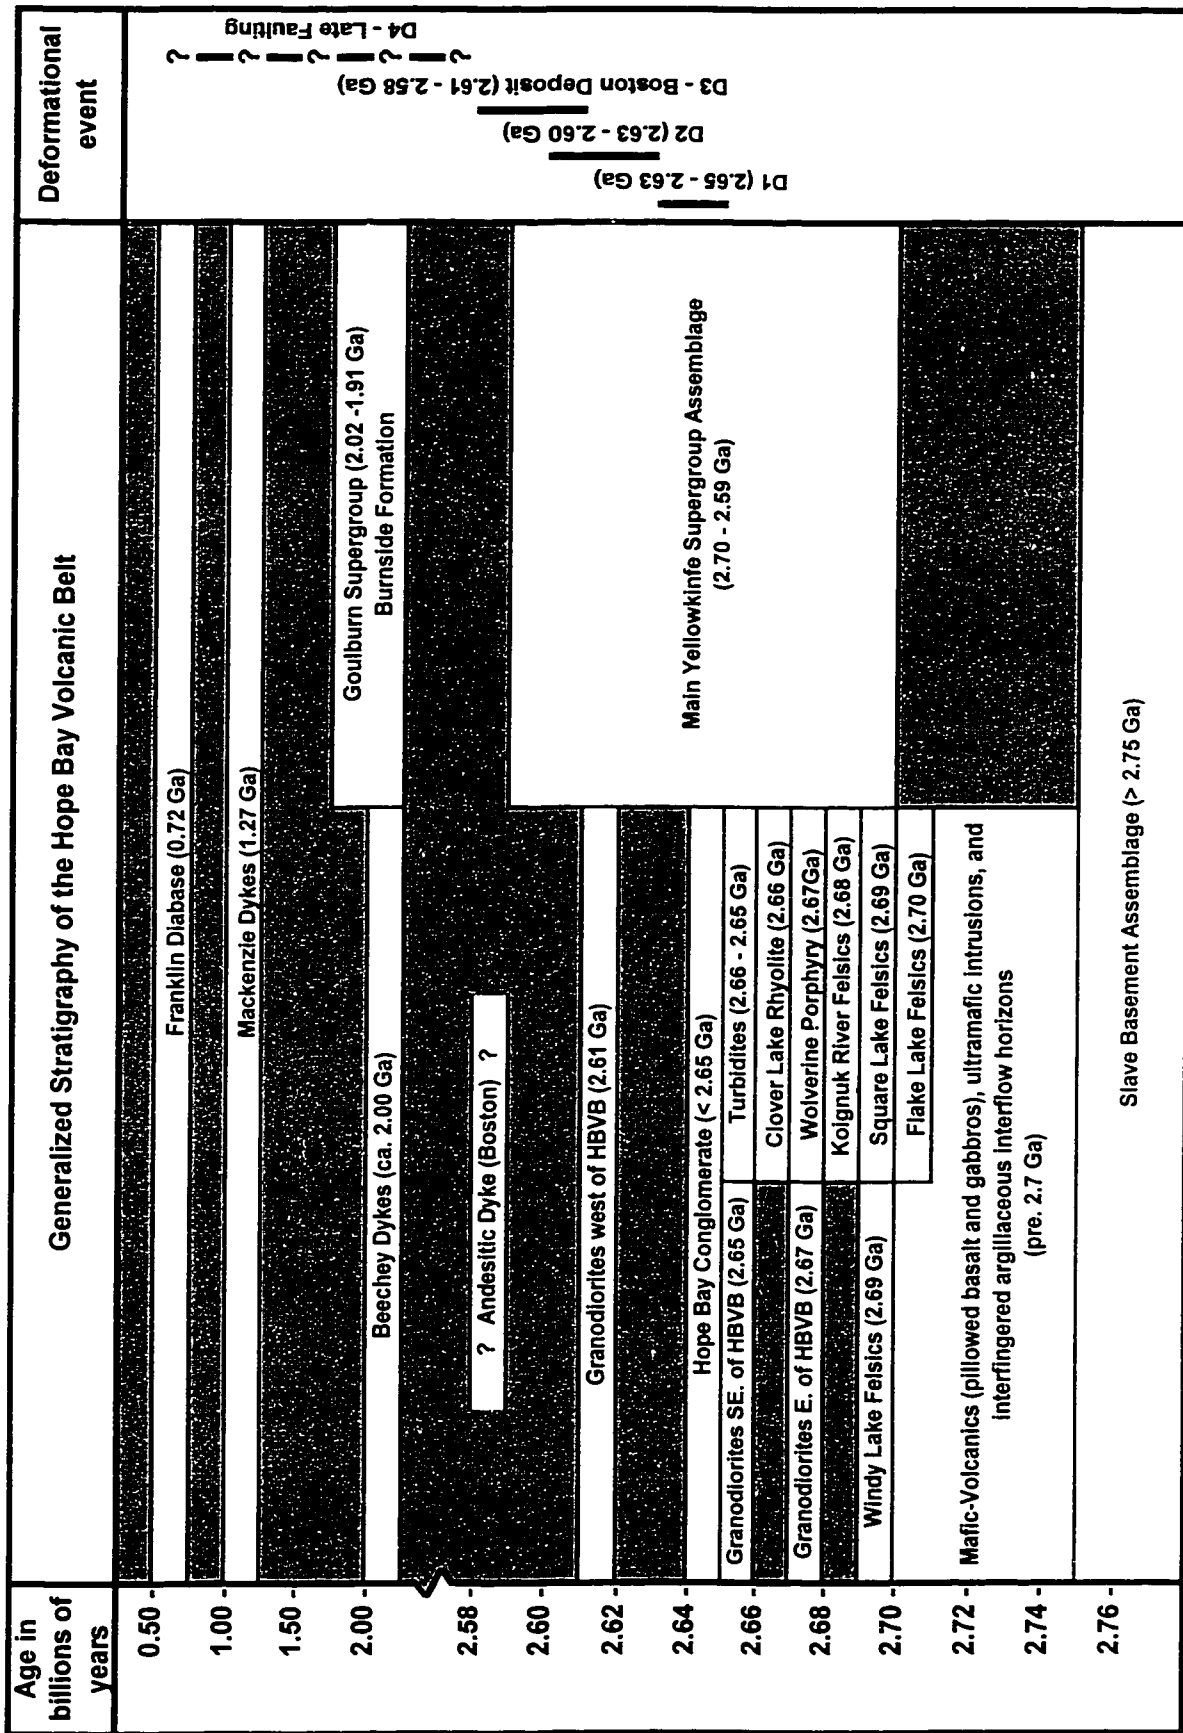 Age in
billions of
years
Generalized Stratigraphy of the Hope Bay Volcanic Belt
Deformational
event
0.50 -
1.00 -
1.50 -
2.00 -
2.58 -
2.60 -
2.62 -
2.64 -
2.66 -
2.68 -
2.70 -
2.72 -
2.74 -
2.76 -
Franklin Diabase (0.72 Ga)
Mackenzie Dykes (1.27 Ga)
Beechey Dykes (ca. 2.00 Ga)
Goulburn Supergroup (2.02 -1.91 Ga)
Burnside Formation
? Andesitic Dyke (Boston) ?
Granodiorites west of HBVB (2.61 Ga)
Hope Bay Conglomerate (< 2.65 Ga)
Granodiorites SE. of HBVB (2.65 Ga)
Turbidites (2.66 - 2.65 Ga)
Clover Lake Rhyolite (2.66 Ga)
Granodiorites E. of HBVB (2.67 Ga)
Wolverine Porphyry (2.67Ga)
Koignuk River Felsics (2.68 Ga)
Windy Lake Felsics (2.69 Ga)
Square Lake Felsics (2.69 Ga)
Flake Lake Felsics (2.70 Ga)
Main Yellowkinfe Supergroup Assemblage
(2.70 - 2.59 Ga)
Mafic-Volcanics (pillowed basalt and gabbros), ultramafic intrusions, and
interfingered argillaceous interflow horizons
(pre. 2.7 Ga)
Slave Basement Assemblage (> 2.75 Ga)
D1 (2.65 - 2.63 Ga)
D2 (2.63 - 2.60 Ga)
D3 - Boston Deposit (2.61 - 2.58 Ga)
? ? ? ? ?
D4 - Late Faulting